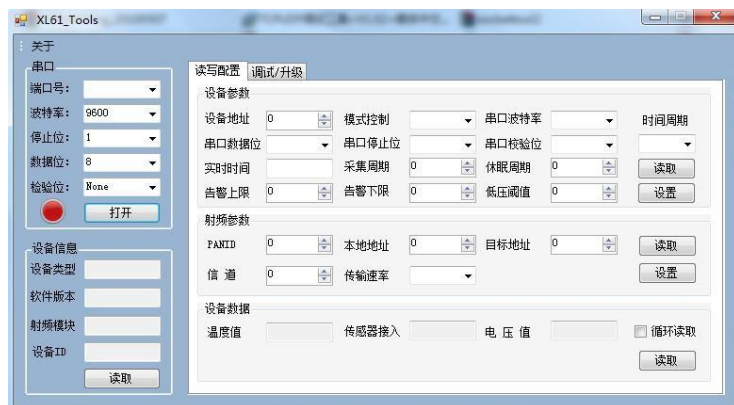 XL61_Tools
关于
串口
端口号:
波特率: 9600
停止位: 1
数据位: 8
检验位: None
打开
设备信息
设备类型
软件版本
射频模块
设备ID
读取
读写配置 调试/升级
设备参数
设备地址 0 模式控制 串口波特率 时间周期
串口数据位 串口停止位 串口校验位
实时时间 采集周期 0 休眠周期 0 读取
告警上限 0 告警下限 0 低压阈值 0 设置
射频参数
PANID 0 本地地址 0 目标地址 0 读取
信 道 0 传输速率 设置
设备数据
温度值 传感器接入 电 压 值 循环读取
读取